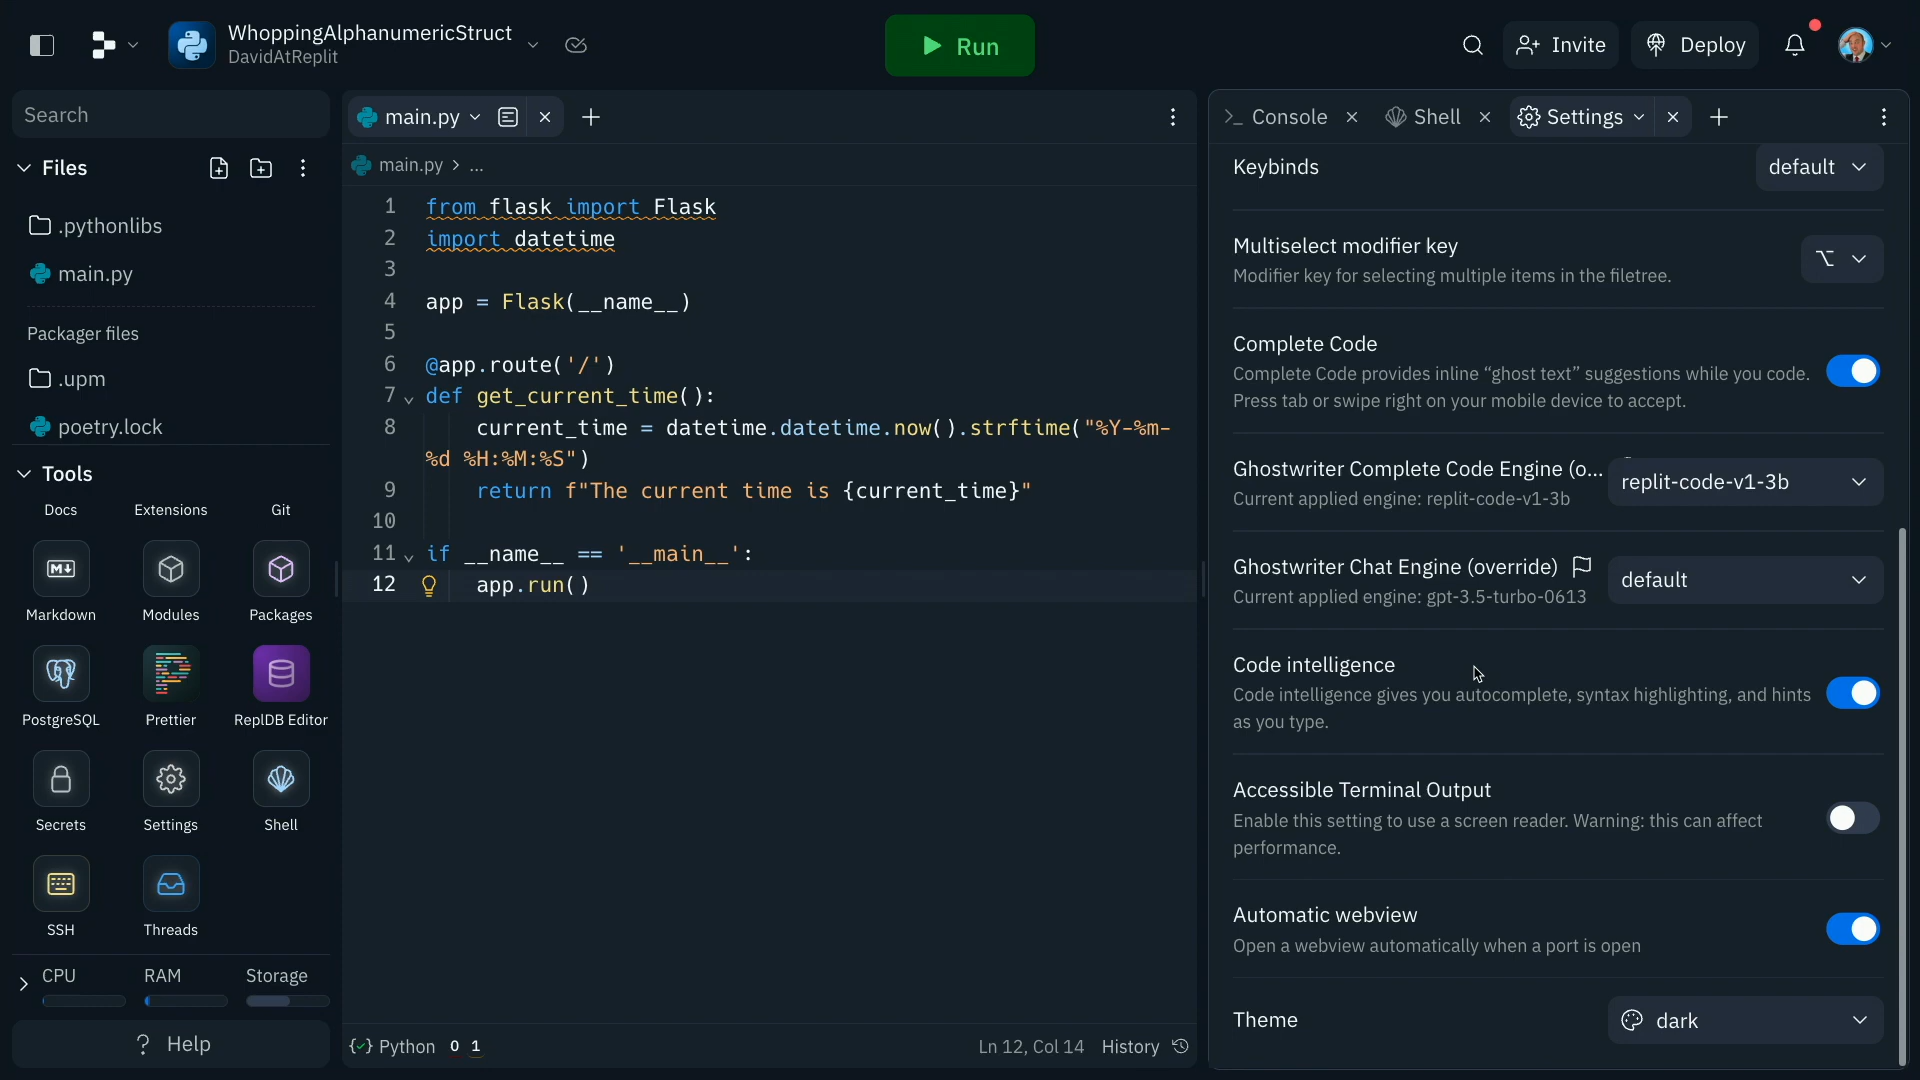 WhoppingAlphanumericStruct
DavidAtReplit
Run
Invite
Deploy
Search
Files
.pythonlibs
main.py
Packager files
.upm
poetry.lock
Tools
Docs Extensions Git
Markdown Modules Packages
PostgreSQL Prettier ReplDB Editor
Secrets Settings Shell
SSH Threads
CPU RAM Storage
? Help
main.py
main.py > ...
1 from flask import Flask
2 import datetime
3
4 app = Flask(__name__)
5
6 @app.route('/')
7 def get_current_time():
8 current_time = datetime.datetime.now().strftime("%Y-%m-
%d %H:%M:%S")
9 return f"The current time is {current_time}"
10
11 if __name__ == '__main__':
12 app.run()
Python 0 1
Ln 12, Col 14 History
Console Shell Settings
Keybinds
default
Multiselect modifier key
Modifier key for selecting multiple items in the filetree.
⌥
Complete Code
Complete Code provides inline “ghost text” suggestions while you code.
Press tab or swipe right on your mobile device to accept.
Ghostwriter Complete Code Engine (o...
Current applied engine: replit-code-v1-3b
replit-code-v1-3b
Ghostwriter Chat Engine (override)
Current applied engine: gpt-3.5-turbo-0613
default
Code intelligence
Code intelligence gives you autocomplete, syntax highlighting, and hints
as you type.
Accessible Terminal Output
Enable this setting to use a screen reader. Warning: this can affect
performance.
Automatic webview
Open a webview automatically when a port is open
Theme
dark